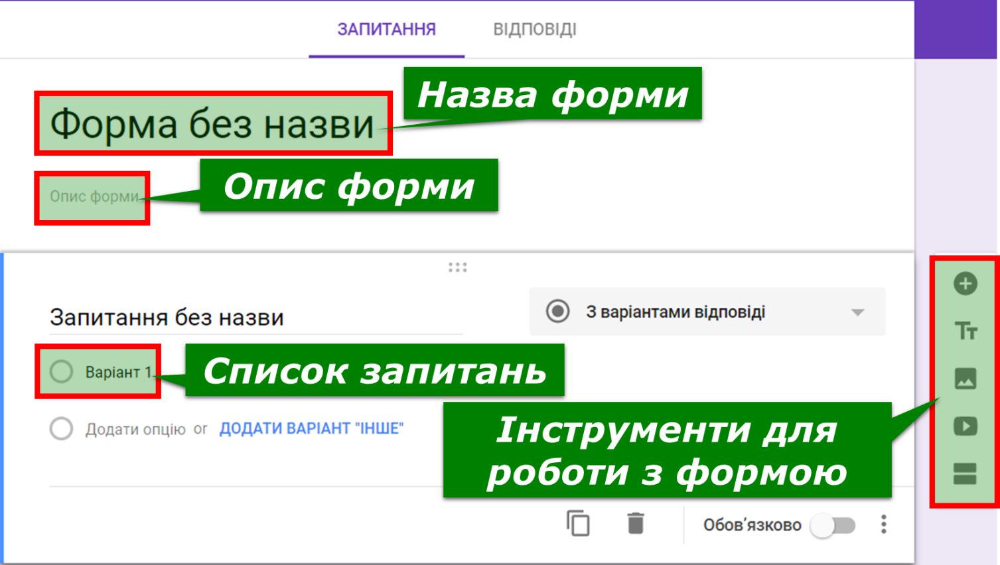 ЗАПИТАННЯ ВІДПОВІДІ
Назва форми
Форма без назви
Опис форми
Опис форми
Запитання без назви
З варіантами відповіді
Варіант 1
Список запитань
Додати опцію or ДОДАТИ ВАРІАНТ "ІНШЕ"
Інструменти для
роботи з формою
Tт
Обов’язково